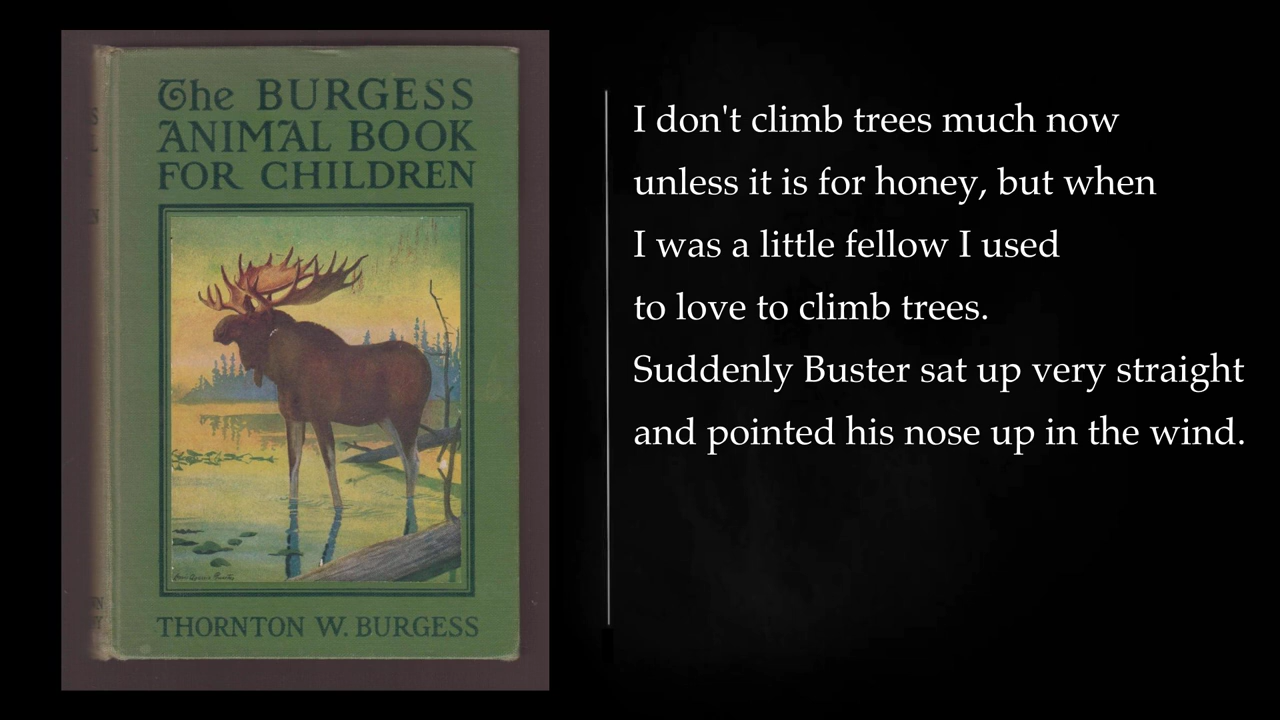 The BURGESS
ANIMAL BOOK
FOR CHILDREN
THORNTON W. BURGESS
I don't climb trees much now
unless it is for honey, but when
I was a little fellow I used
to love to climb trees.
Suddenly Buster sat up very straight
and pointed his nose up in the wind.